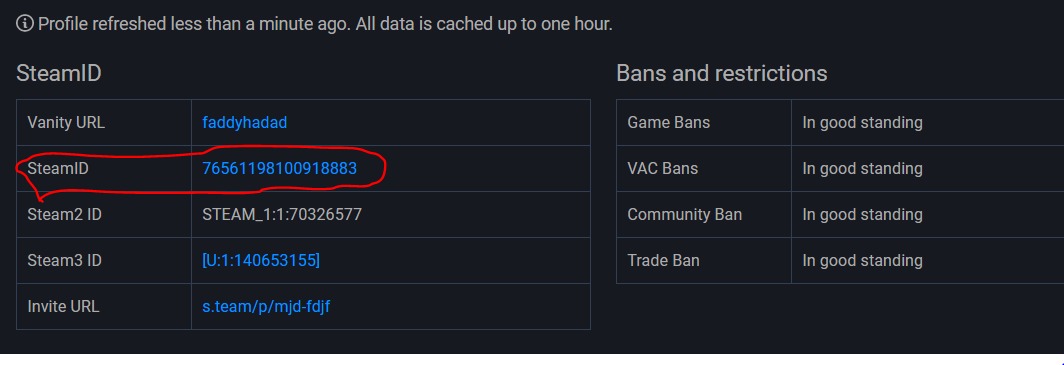 Profile refreshed less than a minute ago. All data is cached up to one hour.
SteamID
Vanity URL faddyhadad
SteamID 76561198100918883
Steam2 ID STEAM_1:1:70326577
Steam3 ID [U:1:140653155]
Invite URL s.team/p/mjd-fdjf
Bans and restrictions
Game Bans In good standing
VAC Bans In good standing
Community Ban In good standing
Trade Ban In good standing